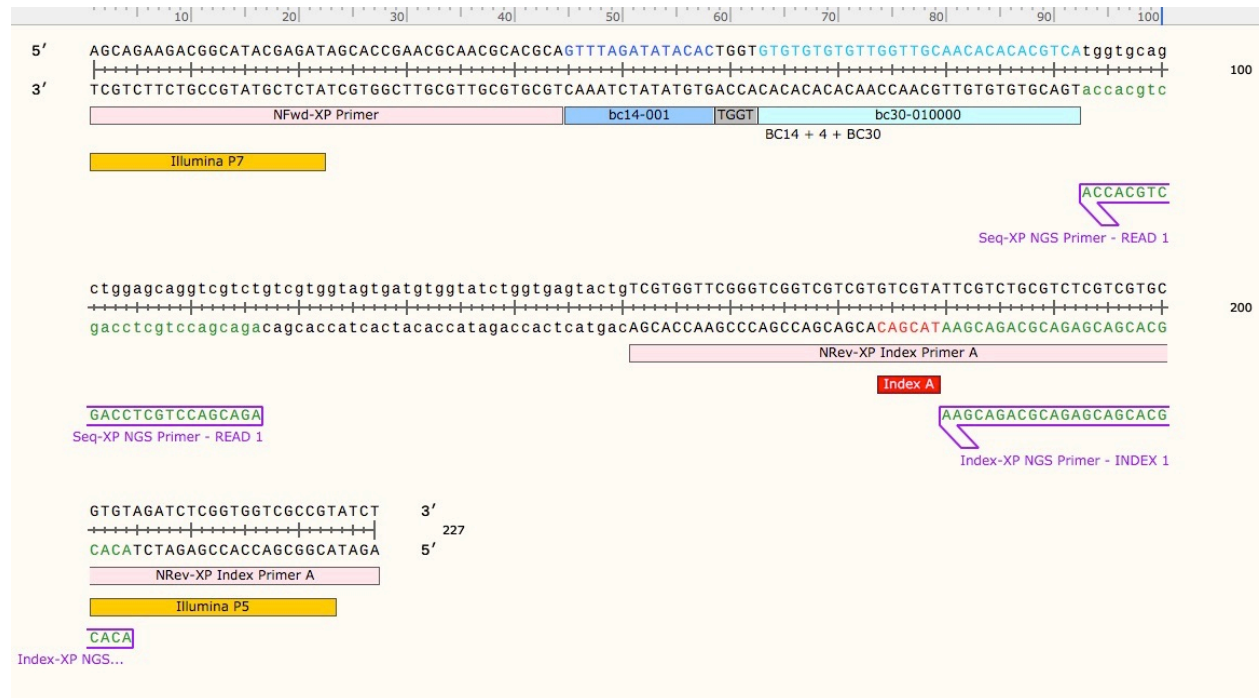 10 20 30 40 50 60 70 80 90 100
5′ AGCAGAAGACGGCATACGAGATAGCACCGAACGCAACGCACGCAGTTTAGATATACACTGGTGTGTGTGTGTTGGTTGCAACACACACGTCAtggtgcag
100
3′ TCGTCTTCTGCCGTATGCTCTATCGTGGCTTGCGTTGCGTGCGTCAAATCTATATGTGACCACACACACACAACCAACGTTGTGTGTGCAGTaccacgtc
NFwd-XP Primer bc14-001 TGGT bc30-010000
BC14 + 4 + BC30
Illumina P7
ACCACGTC
Seq-XP NGS Primer - READ 1
ctggagcaggtcgtctgtcgtggtagtgatgtggtatctggtgagtactgTCGTGGTTCGGGTCGGTCGTCGTGTCGTATTCGTCTGCGTCTCGTCGTGC
200
gacctcgtccagcagacagcaccatcactacaccatagaccactcatgacAGCACCAAGCCCAGCCAGCAGCACAGCATAAGCAGACGCAGAGCAGCACG
NRev-XP Index Primer A
Index A
GACCTCGTCCAGCAGA AAGCAGACGCAGAGCAGCACG
Seq-XP NGS Primer - READ 1
Index-XP NGS Primer - INDEX 1
GTGTAGATCTCGGTGGTCGCCGTATCT 3′
227
CACATCTAGAGCCACCAGCGGCATAGA 5′
NRev-XP Index Primer A
Illumina P5
CACA
Index-XP NGS...